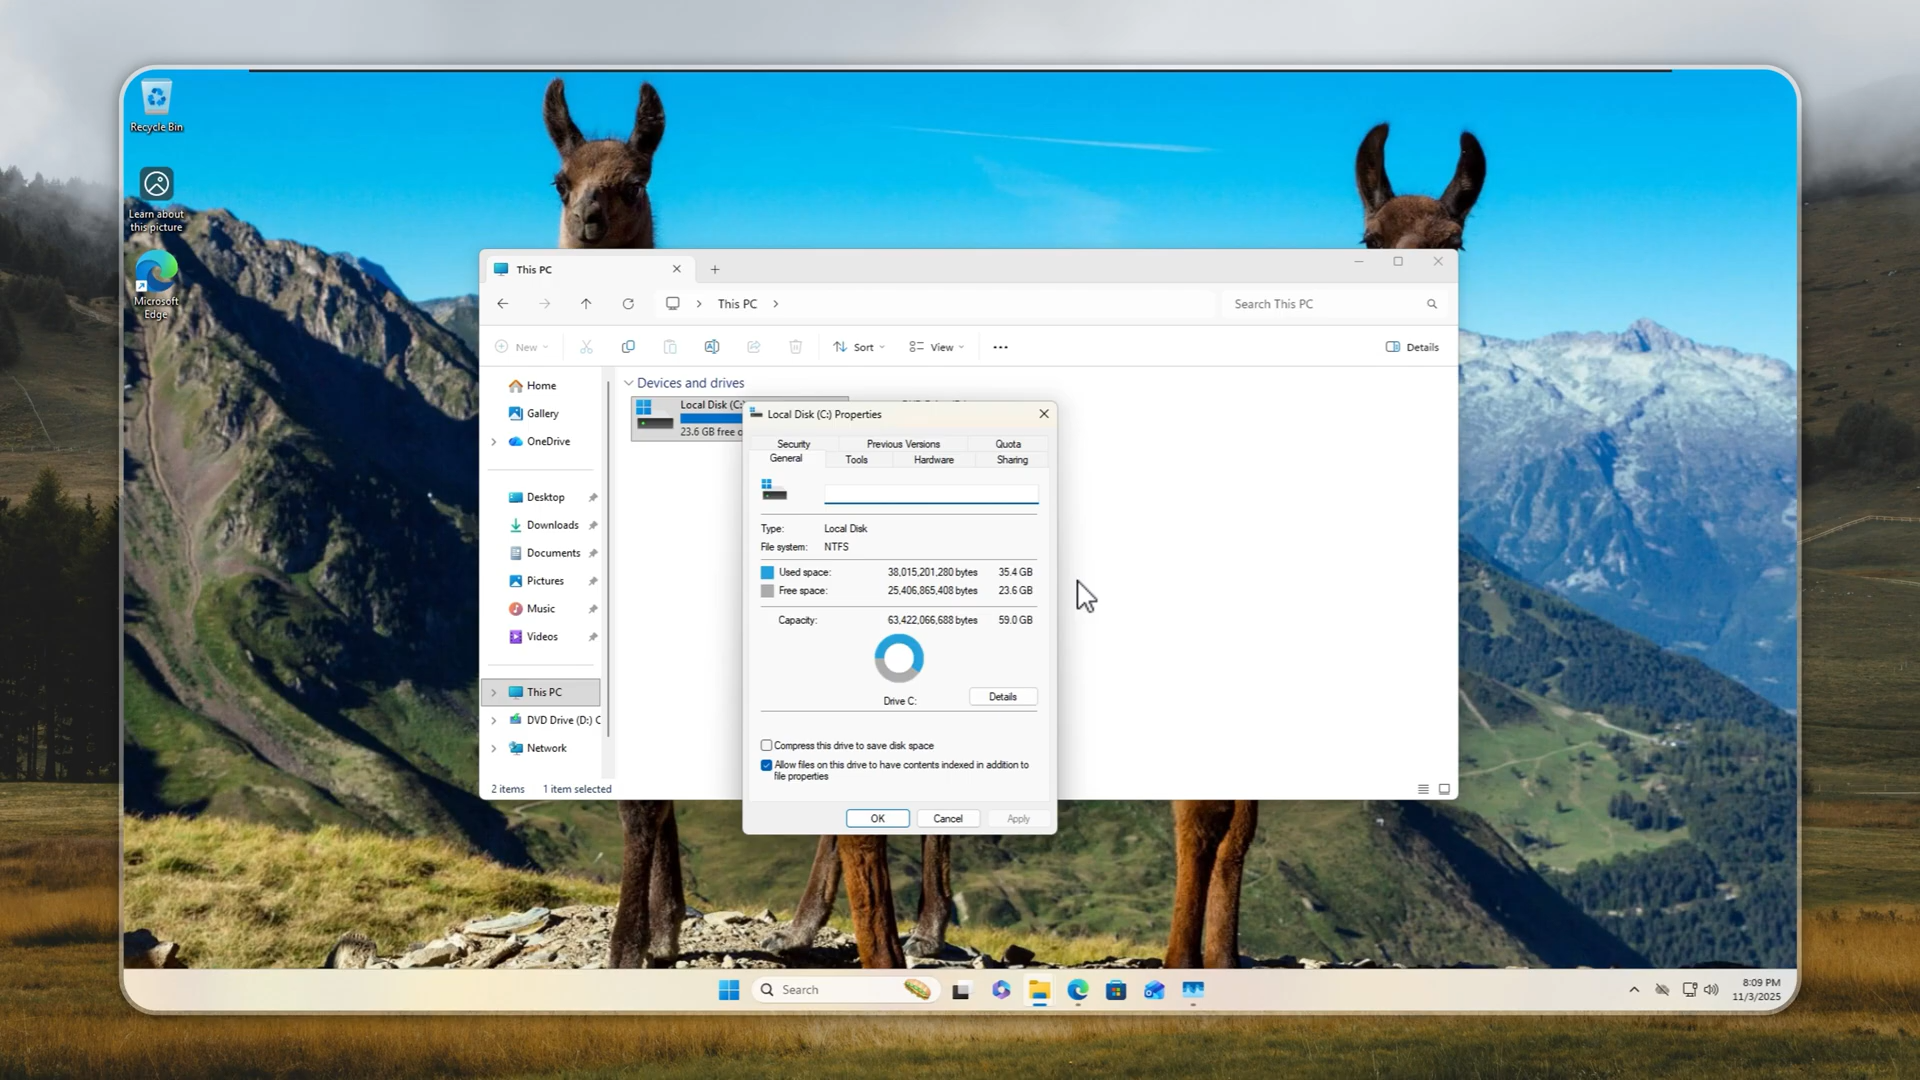 Recycle Bin
Learn about
this picture
Microsoft
Edge
This PC
This PC
Search This PC
New
Sort
View
Details
Home
Gallery
OneDrive
Desktop
Downloads
Documents
Pictures
Music
Videos
This PC
DVD Drive (D:) C
Network
Devices and drives
Local Disk (C:
23.6 GB free o
Local Disk (C:) Properties
Security
Previous Versions
Quota
General
Tools
Hardware
Sharing
Type: Local Disk
File system: NTFS
Used space: 38,015,201,280 bytes 35.4 GB
Free space: 25,406,865,408 bytes 23.6 GB
Capacity: 63,422,066,688 bytes 59.0 GB
Drive C:
Details
Compress this drive to save disk space
Allow files on this drive to have contents indexed in addition to
file properties
OK
Cancel
Apply
2 items
1 item selected
Search
8:09 PM
11/3/2025